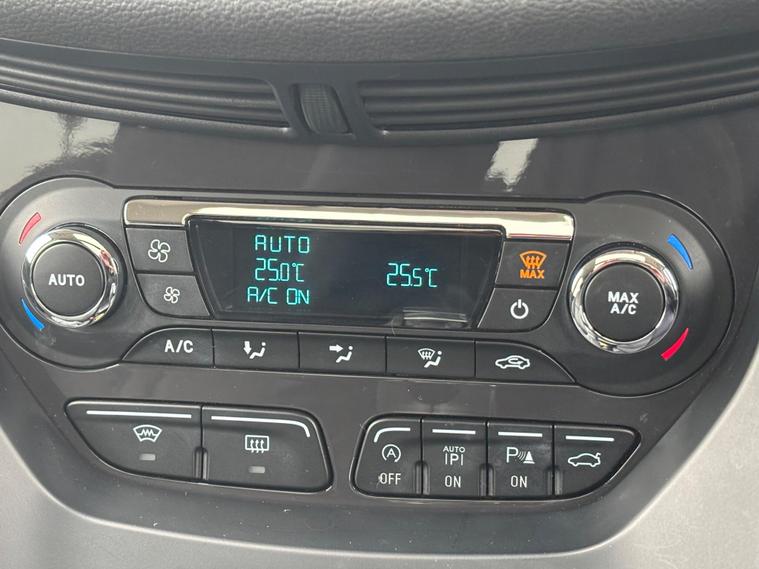 AUTO
25.0°C
25.5°C
A/C ON
MAX
AUTO
MAX
A/C
A/C
A
OFF
AUTO
P
ON
P
ON